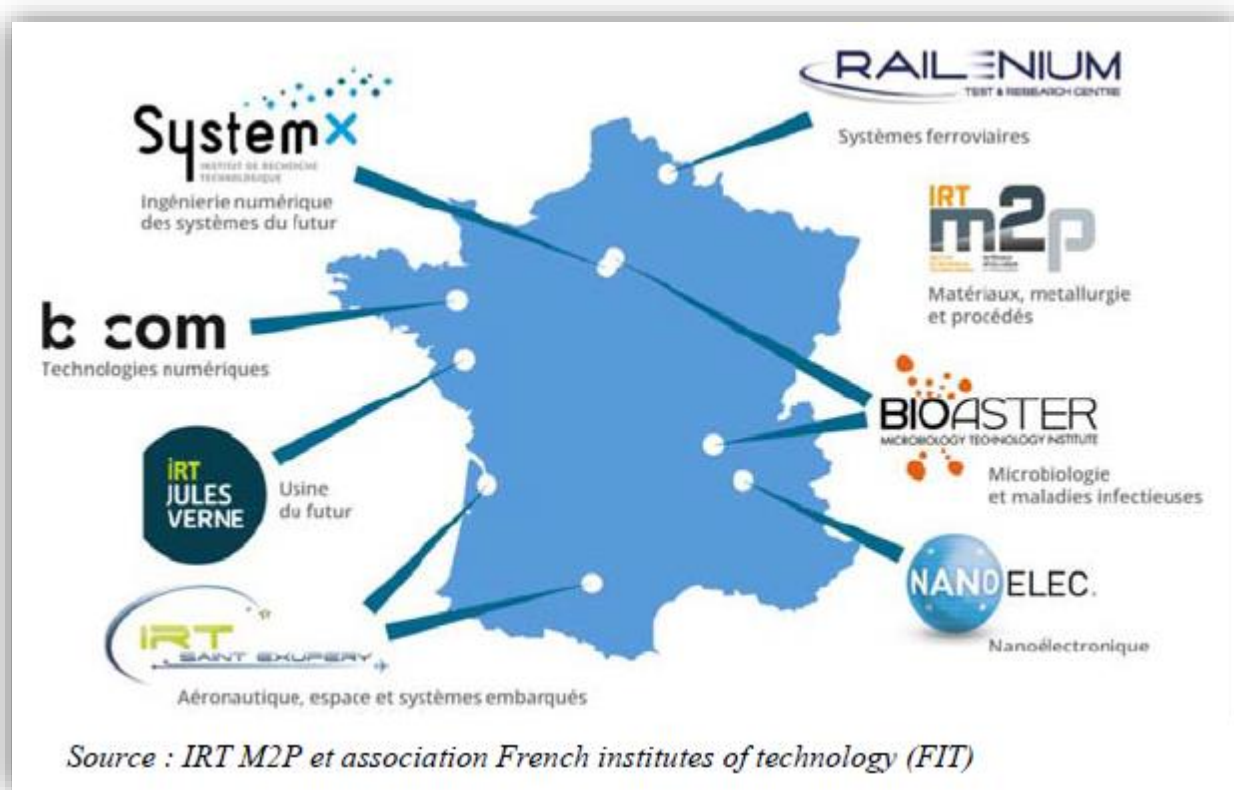 SystemX
INSTITUT DE RECHERCHE
TECHNOLOGIQUE
Ingénierie numérique
des systèmes du futur
RAILENIUM
TEST & RESEARCH CENTRE
Systèmes ferroviaires
IRT
m2p
Matériaux, metallurgie
et procédés
b com
Technologies numériques
BIOASTER
MICROBIOLOGY TECHNOLOGY INSTITUTE
Microbiologie
et maladies infectieuses
IRT
JULES
VERNE
Usine
du futur
NANOELEC.
Nanoélectronique
IRT
SAINT EXUPERY
Aéronautique, espace et systèmes embarqués
Source : IRT M2P et association French institutes of technology (FIT)